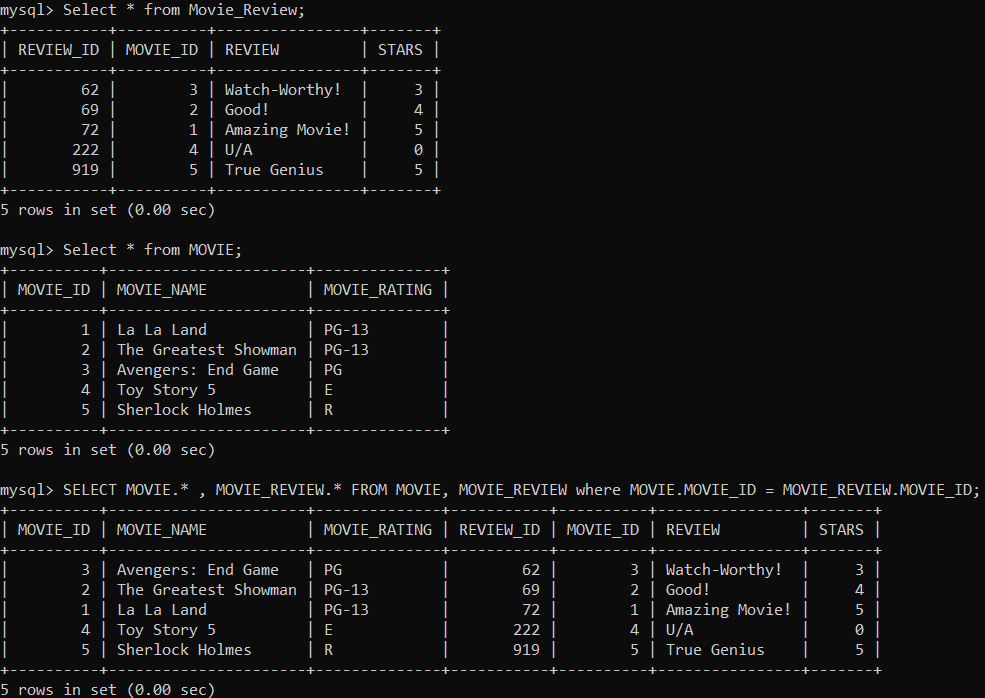 mysql> Select * from Movie_Review;
+-----------+----------+----------------+-------+
| REVIEW_ID | MOVIE_ID | REVIEW         | STARS |
+-----------+----------+----------------+-------+
|        62 |        3 | Watch-Worthy!  |     3 |
|        69 |        2 | Good!          |     4 |
|        72 |        1 | Amazing Movie! |     5 |
|       222 |        4 | U/A            |     0 |
|       919 |        5 | True Genius    |     5 |
+-----------+----------+----------------+-------+
5 rows in set (0.00 sec)

mysql> Select * from MOVIE;
+----------+----------------------+--------------+
| MOVIE_ID | MOVIE_NAME           | MOVIE_RATING |
+----------+----------------------+--------------+
|        1 | La La Land           | PG-13        |
|        2 | The Greatest Showman | PG-13        |
|        3 | Avengers: End Game   | PG           |
|        4 | Toy Story 5          | E            |
|        5 | Sherlock Holmes      | R            |
+----------+----------------------+--------------+
5 rows in set (0.00 sec)

mysql> SELECT MOVIE.* , MOVIE_REVIEW.* FROM MOVIE, MOVIE_REVIEW where MOVIE.MOVIE_ID = MOVIE_REVIEW.MOVIE_ID;
+----------+----------------------+--------------+-----------+----------+----------------+-------+
| MOVIE_ID | MOVIE_NAME           | MOVIE_RATING | REVIEW_ID | MOVIE_ID | REVIEW         | STARS |
+----------+----------------------+--------------+-----------+----------+----------------+-------+
|        3 | Avengers: End Game   | PG           |        62 |        3 | Watch-Worthy!  |     3 |
|        2 | The Greatest Showman | PG-13        |        69 |        2 | Good!          |     4 |
|        1 | La La Land           | PG-13        |        72 |        1 | Amazing Movie! |     5 |
|        4 | Toy Story 5          | E            |       222 |        4 | U/A            |     0 |
|        5 | Sherlock Holmes      | R            |       919 |        5 | True Genius    |     5 |
+----------+----------------------+--------------+-----------+----------+----------------+-------+
5 rows in set (0.00 sec)